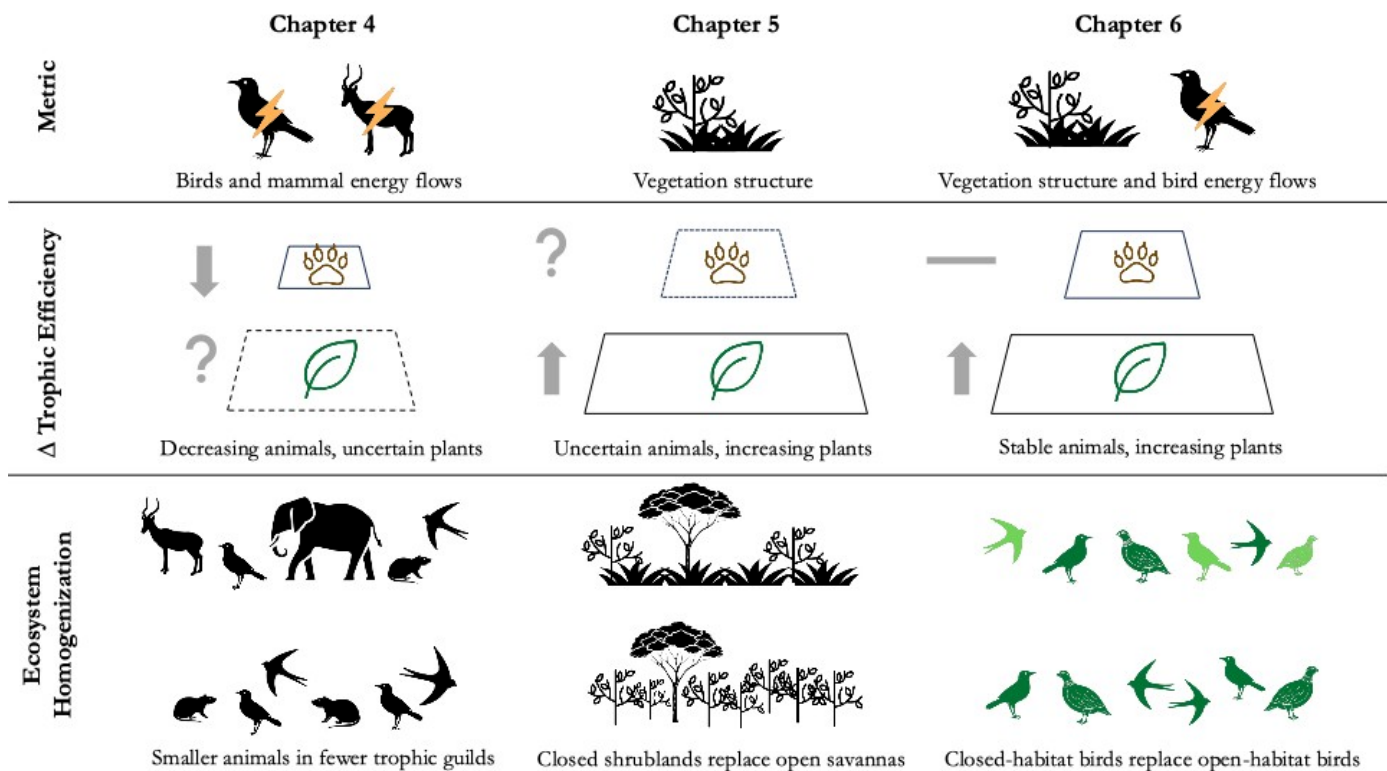 Chapter 4
Chapter 5
Chapter 6
Metric
Birds and mammal energy flows
Vegetation structure
Vegetation structure and bird energy flows
Δ Trophic Efficiency
?
?
Decreasing animals, uncertain plants
Uncertain animals, increasing plants
Stable animals, increasing plants
Ecosystem
Homogenization
Smaller animals in fewer trophic guilds
Closed shrublands replace open savannas
Closed-habitat birds replace open-habitat birds